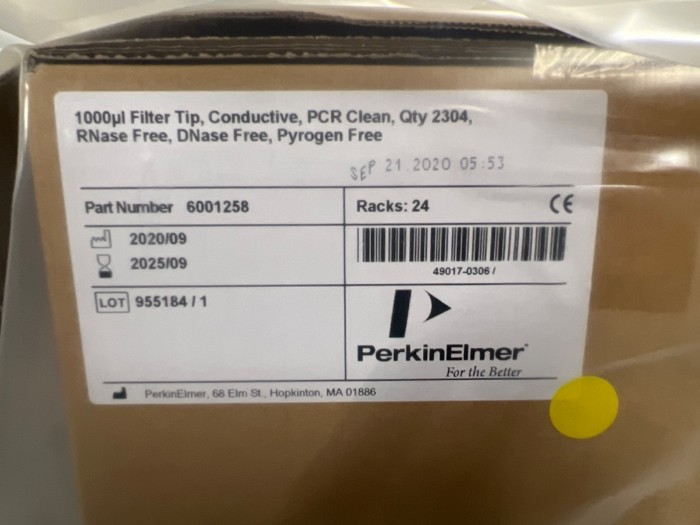 1000µl Filter Tip, Conductive, PCR Clean, Qty 2304,
RNase Free, DNase Free, Pyrogen Free
SEP 21.2020 05:53
Part Number 6001258
Racks: 24
CE
2020/09
2025/09
49017-0306 /
LOT 955184 / 1
PerkinElmer™
For the Better
PerkinElmer, 68 Elm St., Hopkinton, MA 01886